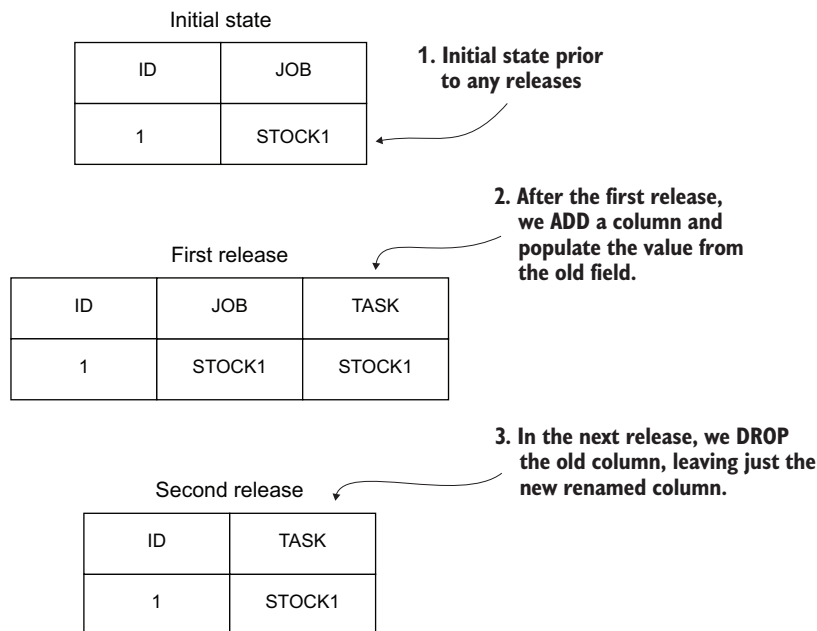 Initial state
ID JOB
1 STOCK1
1. Initial state prior
to any releases
2. After the first release,
we ADD a column and
populate the value from
the old field.
First release
ID JOB TASK
1 STOCK1 STOCK1
3. In the next release, we DROP
the old column, leaving just the
new renamed column.
Second release
ID TASK
1 STOCK1